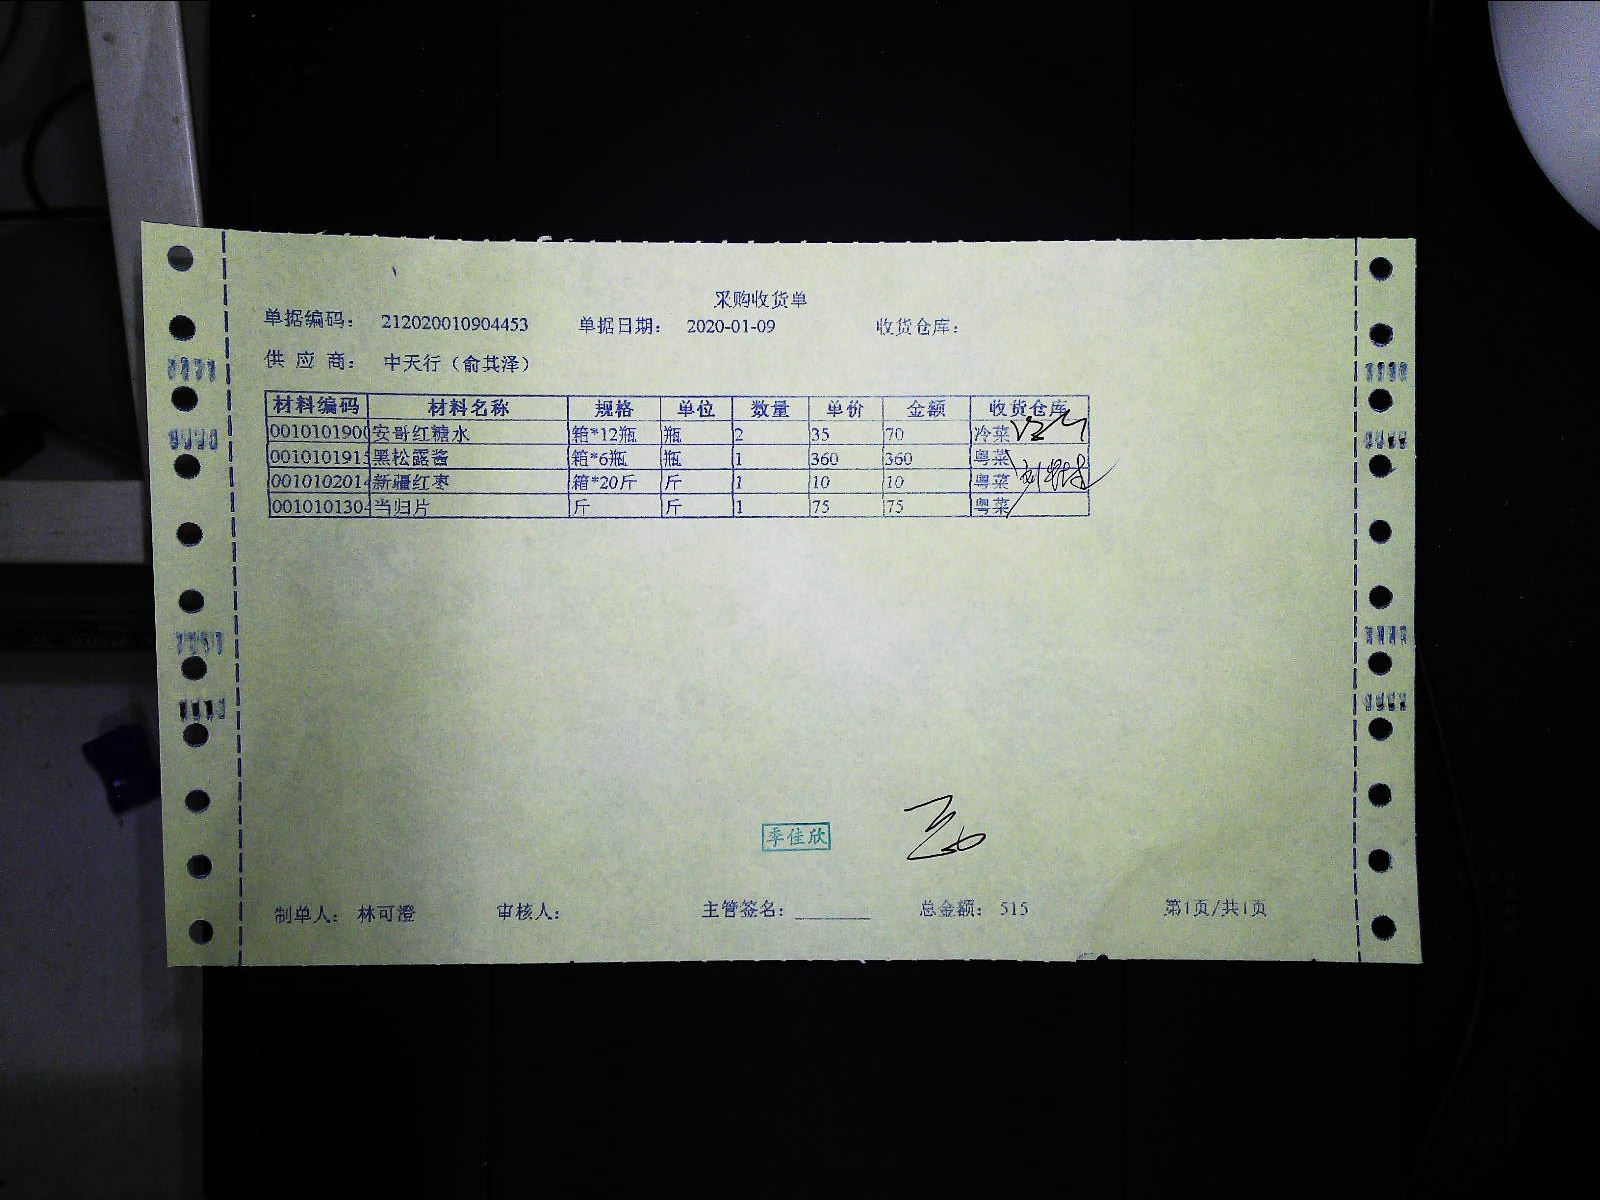 采购收货单
单据编码： 212020010904453 单据日期： 2020-01-09 收货仓库：
供 应 商： 中天行（俞其泽）
材料编码 材料名称 规格 单位 数量 单价 金额 收货仓库
0010101900 安哥红糖水 箱*12瓶 瓶 2 35 70 冷菜
0010101915 黑松露酱 箱*6瓶 瓶 1 360 360 粤菜
0010102014 新疆红枣 箱*20斤 斤 1 10 10 粤菜
0010101304 当归片 斤 斤 1 75 75 粤菜
季佳欣
制单人： 林可澄 审核人： 主管签名：________ 总金额： 515 第1页/共1页